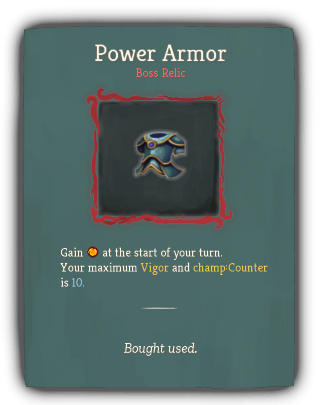 Power Armor
Boss Relic
Gain at the start of your turn.
Your maximum Vigor and champ:Counter
is 10.
Bought used.